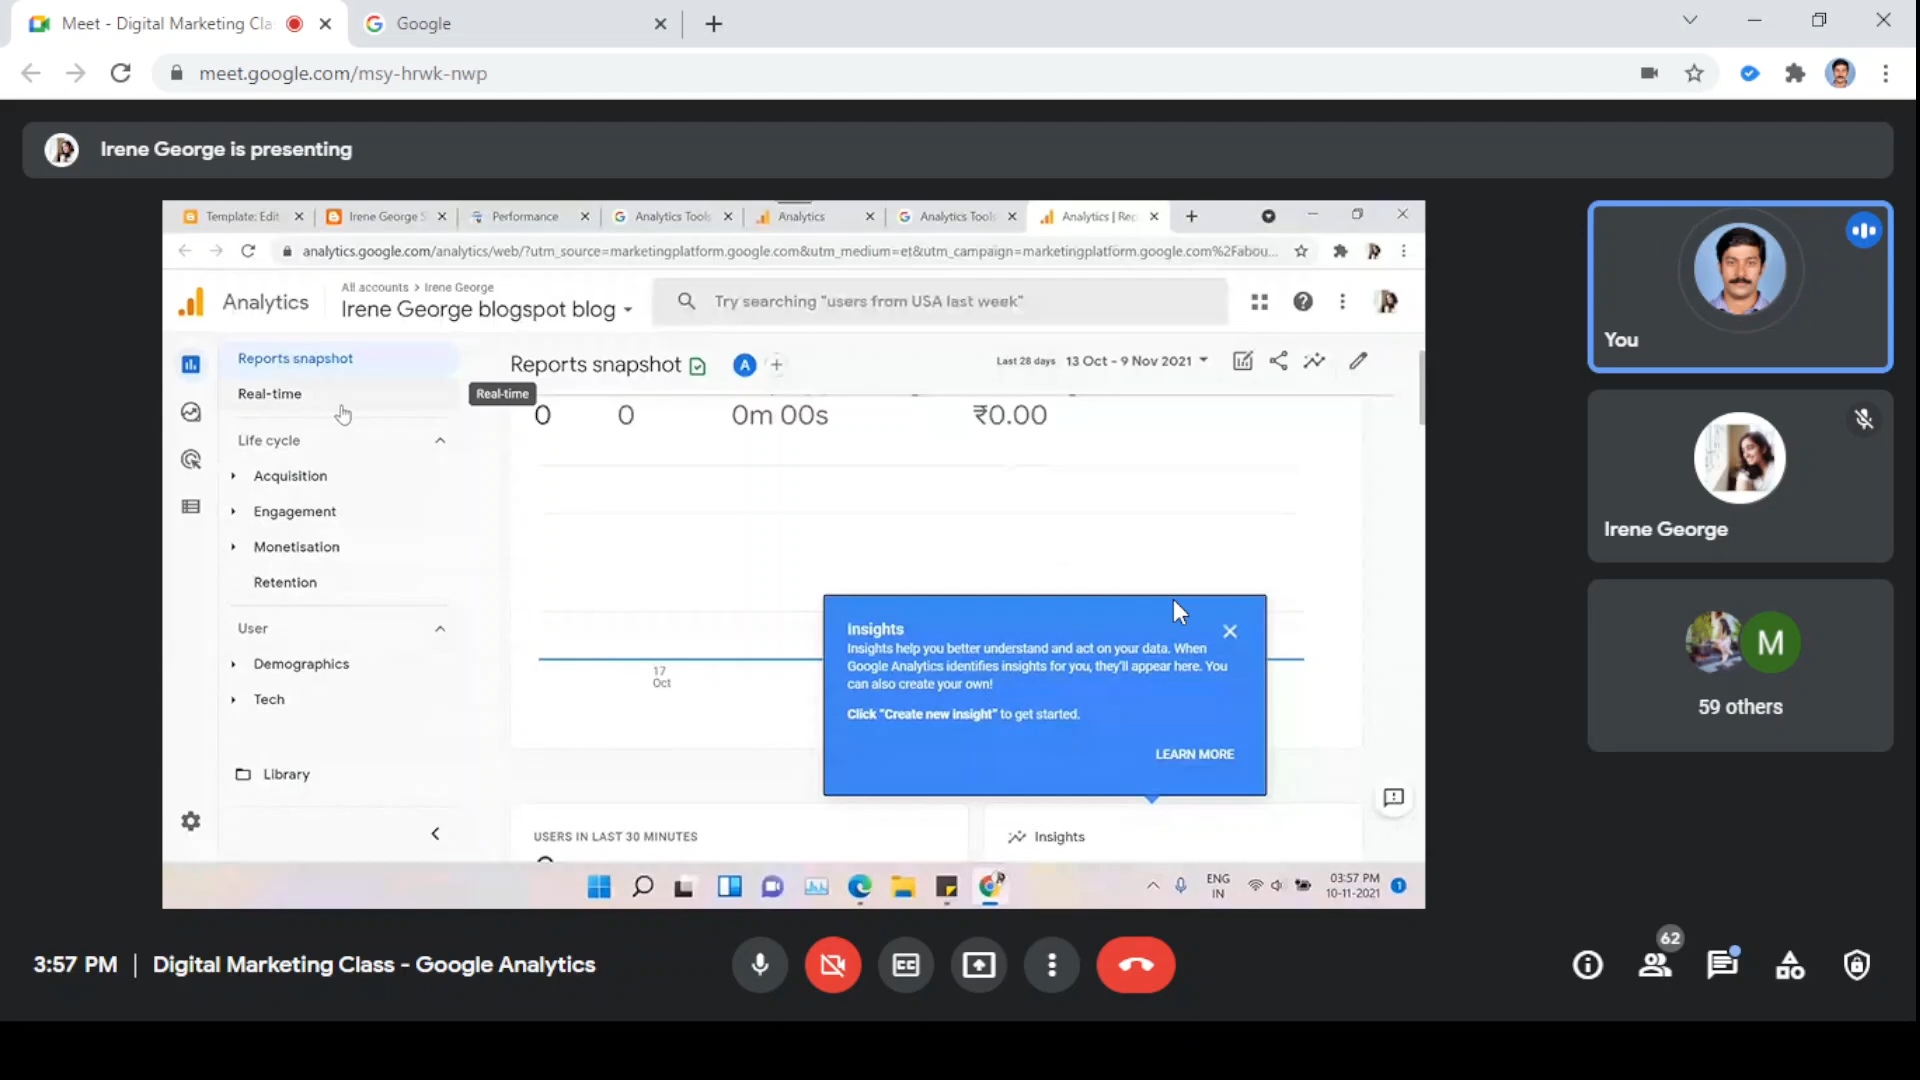 Meet - Digital Marketing Cla
Google
meet.google.com/msy-hrwk-nwp
Irene George is presenting
Template: Edit
Irene George S
Performance
Analytics Tools
Analytics
Analytics Tools
Analytics | Rep
analytics.google.com/analytics/web/?utm_source=marketingplatform.google.com&utm_medium=et&utm_campaign=marketingplatform.google.com%2Fabou...
Analytics
All accounts > Irene George
Irene George blogspot blog
Try searching "users from USA last week"
Reports snapshot
Real-time
Life cycle
Acquisition
Engagement
Monetisation
Retention
User
Demographics
Tech
Library
Reports snapshot
A
Last 28 days 13 Oct - 9 Nov 2021
Real-time
0 0 0m 00s ₹0.00
17
Oct
Insights
Insights help you better understand and act on your data. When
Google Analytics identifies insights for you, they'll appear here. You
can also create your own!
Click "Create new insight" to get started.
LEARN MORE
USERS IN LAST 30 MINUTES
Insights
ENG
IN
03:57 PM
10-11-2021
1
You
Irene George
M
59 others
3:57 PM | Digital Marketing Class - Google Analytics
CC
62